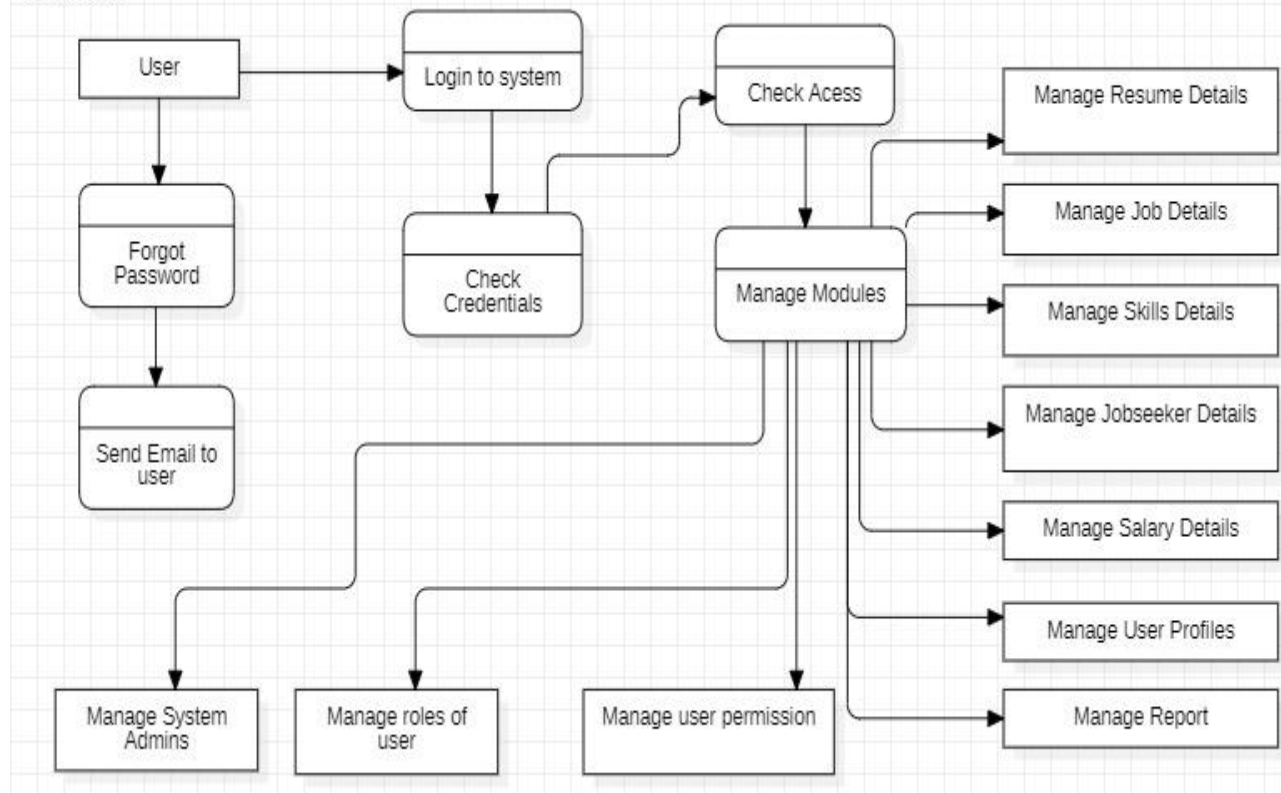 User
Login to system
Check Acess
Manage Resume Details
Manage Job Details
Forgot
Password
Check
Credentials
Manage Modules
Manage Skills Details
Manage Jobseeker Details
Send Email to
user
Manage Salary Details
Manage User Profiles
Manage System
Admins
Manage roles of
user
Manage user permission
Manage Report